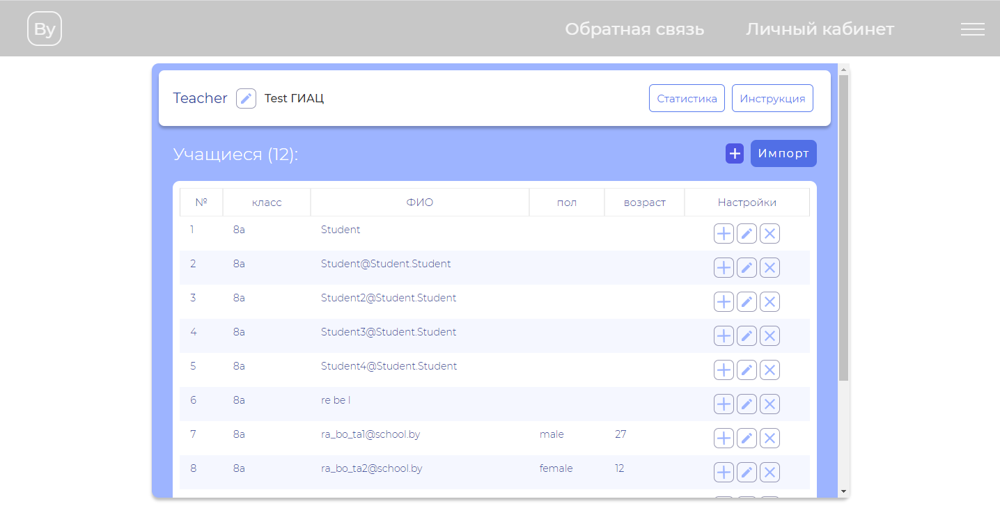 By Обратная связь Личный кабинет
Teacher Test ГИАЦ Статистика Инструкция
Учащиеся (12): Импорт
№ класс ФИО пол возраст Настройки
1 8а Student
2 8а Student@Student.Student
3 8а Student2@Student.Student
4 8а Student3@Student.Student
5 8а Student4@Student.Student
6 8а re be l
7 8а ra_bo_ta1@school.by male 27
8 8а ra_bo_ta2@school.by female 12